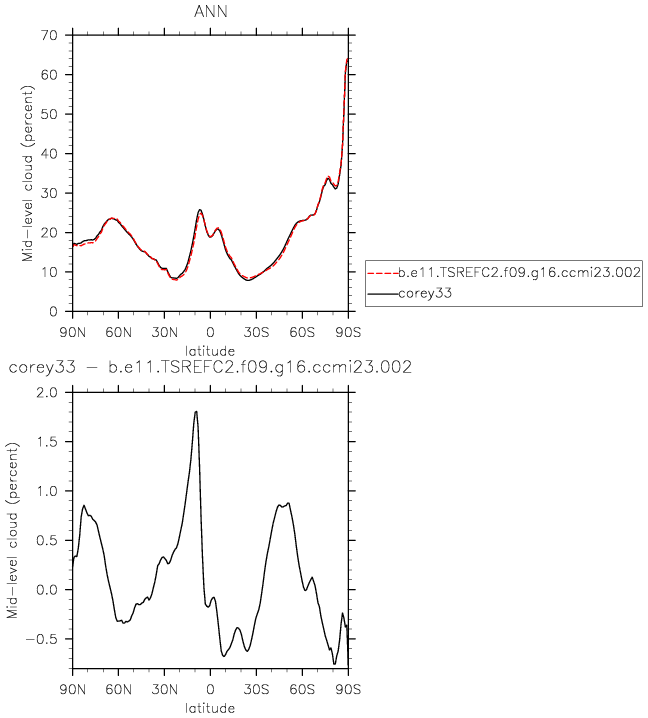 ANN
70
60
50
40
30
20
10
0
Mid-level cloud (percent)
90N 60N 30N 0 30S 60S 90S
latitude
b.e11.TSREFC2.f09.g16.ccmi23.002
corey33
corey33 - b.e11.TSREFC2.f09.g16.ccmi23.002
2.0
1.5
1.0
0.5
0.0
-0.5
Mid-level cloud (percent)
90N 60N 30N 0 30S 60S 90S
latitude